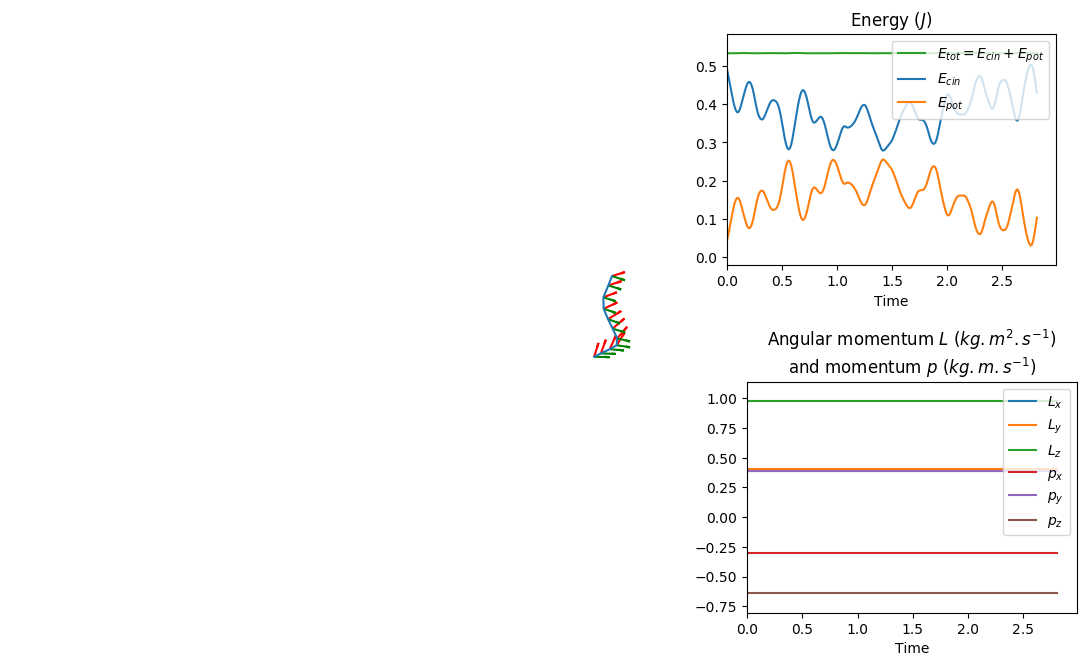 Energy (J)
E_tot = E_cin + E_pot
E_cin
E_pot
0.5
0.4
0.3
0.2
0.1
0.0
0.0 0.5 1.0 1.5 2.0 2.5
Time
Angular momentum L (kg.m².s⁻¹)
and momentum p (kg.m.s⁻¹)
L_x
L_y
L_z
p_x
p_y
p_z
1.00
0.75
0.50
0.25
0.00
−0.25
−0.50
−0.75
0.0 0.5 1.0 1.5 2.0 2.5
Time